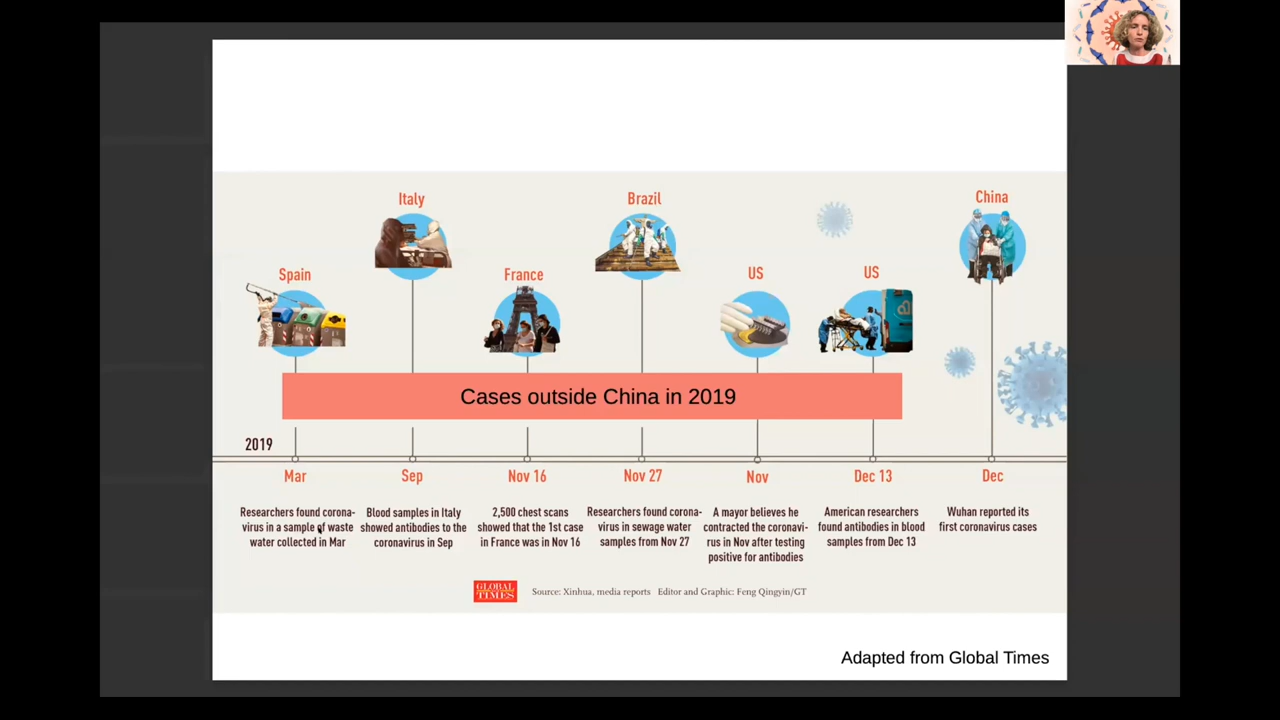 Italy
Brazil
China
Spain
France
US
US
Cases outside China in 2019
2019
Mar
Sep
Nov 16
Nov 27
Nov
Dec 13
Dec
Researchers found corona-
virus in a sample of waste
water collected in Mar
Blood samples in Italy
showed antibodies to the
coronavirus in Sep
2,500 chest scans
showed that the 1st case
in France was in Nov 16
Researchers found corona-
virus in sewage water
samples from Nov 27
A mayor believes he
contracted the coronavi-
rus in Nov after testing
positive for antibodies
American researchers
found antibodies in blood
samples from Dec 13
Wuhan reported its
first coronavirus cases
GLOBAL
TIMES
Source: Xinhua, media reports Editor and Graphic: Feng Qingyin/GT
Adapted from Global Times